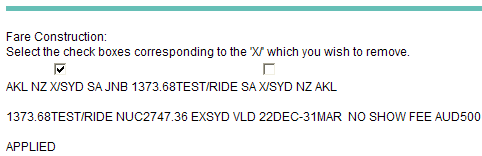 Fare Construction:
Select the check boxes corresponding to the 'X/' which you wish to remove.
AKL NZ X/SYD SA JNB 1373.68TEST/RIDE SA X/SYD NZ AKL
1373.68TEST/RIDE NUC2747.36 EXSYD VLD 22DEC-31MAR NO SHOW FEE AUD500
APPLIED